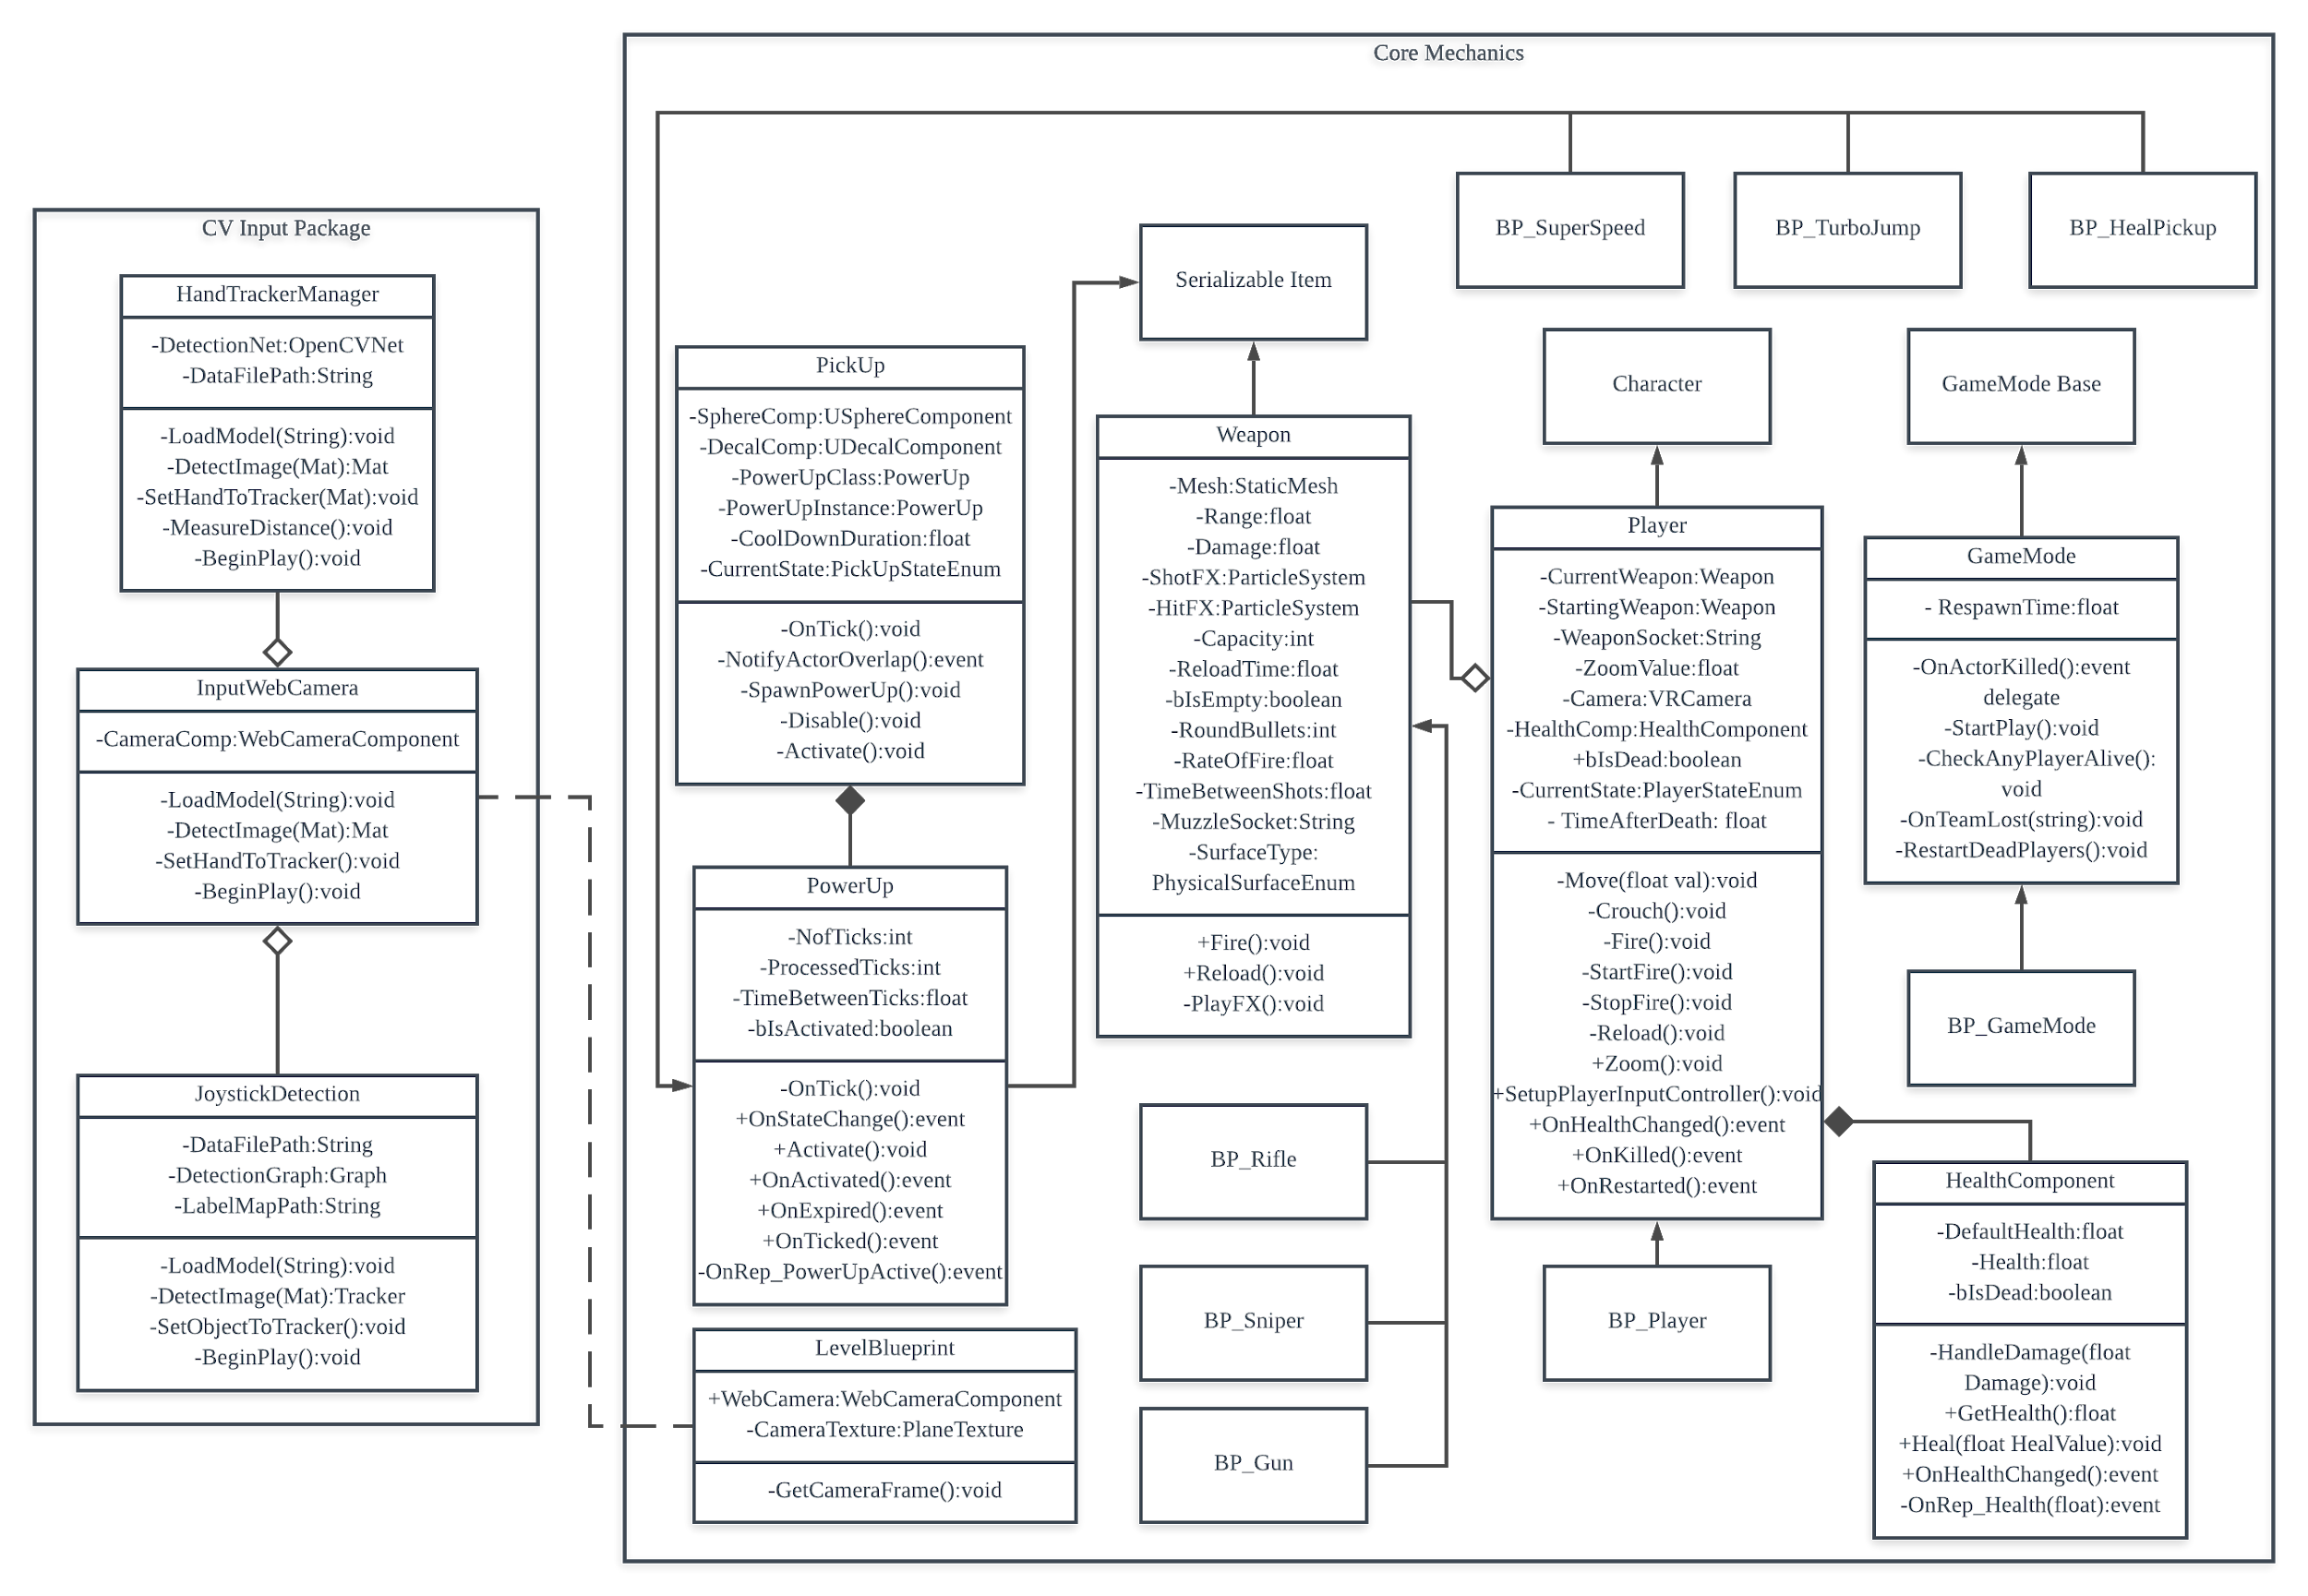 Core Mechanics
CV Input Package
HandTrackerManager
-DetectionNet:OpenCVNet
-DataFilePath:String
-LoadModel(String):void
-DetectImage(Mat):Mat
-SetHandToTracker(Mat):void
-MeasureDistance():void
-BeginPlay():void
InputWebCamera
-CameraComp:WebCameraComponent
-LoadModel(String):void
-DetectImage(Mat):Mat
-SetHandToTracker():void
-BeginPlay():void
JoystickDetection
-DataFilePath:String
-DetectionGraph:Graph
-LabelMapPath:String
-LoadModel(String):void
-DetectImage(Mat):Tracker
-SetObjectToTracker():void
-BeginPlay():void
BP_SuperSpeed
BP_TurboJump
BP_HealPickup
Serializable Item
PickUp
-SphereComp:USphereComponent
-DecalComp:UDecalComponent
-PowerUpClass:PowerUp
-PowerUpInstance:PowerUp
-CoolDownDuration:float
-CurrentState:PickUpStateEnum
-OnTick():void
-NotifyActorOverlap():event
-SpawnPowerUp():void
-Disable():void
-Activate():void
PowerUp
-NofTicks:int
-ProcessedTicks:int
-TimeBetweenTicks:float
-bIsActivated:boolean
-OnTick():void
+OnStateChange():event
+Activate():void
+OnActivated():event
+OnExpired():event
+OnTicked():event
-OnRep_PowerUpActive():event
LevelBlueprint
+WebCamera:WebCameraComponent
-CameraTexture:PlaneTexture
-GetCameraFrame():void
Weapon
-Mesh:StaticMesh
-Range:float
-Damage:float
-ShotFX:ParticleSystem
-HitFX:ParticleSystem
-Capacity:int
-ReloadTime:float
-bIsEmpty:boolean
-RoundBullets:int
-RateOfFire:float
-TimeBetweenShots:float
-MuzzleSocket:String
-SurfaceType:
PhysicalSurfaceEnum
+Fire():void
+Reload():void
-PlayFX():void
BP_Rifle
BP_Sniper
BP_Gun
Character
Player
-CurrentWeapon:Weapon
-StartingWeapon:Weapon
-WeaponSocket:String
-ZoomValue:float
-Camera:VRCamera
-HealthComp:HealthComponent
+bIsDead:boolean
-CurrentState:PlayerStateEnum
- TimeAfterDeath: float
-Move(float val):void
-Crouch():void
-Fire():void
-StartFire():void
-StopFire():void
-Reload():void
+Zoom():void
+SetupPlayerInputController():void
+OnHealthChanged():event
+OnKilled():event
+OnRestarted():event
BP_Player
GameMode Base
GameMode
- RespawnTime:float
-OnActorKilled():event
delegate
-StartPlay():void
-CheckAnyPlayerAlive():
void
-OnTeamLost(string):void
-RestartDeadPlayers():void
BP_GameMode
HealthComponent
-DefaultHealth:float
-Health:float
-bIsDead:boolean
-HandleDamage(float
Damage):void
+GetHealth():float
+Heal(float HealValue):void
+OnHealthChanged():event
-OnRep_Health(float):event